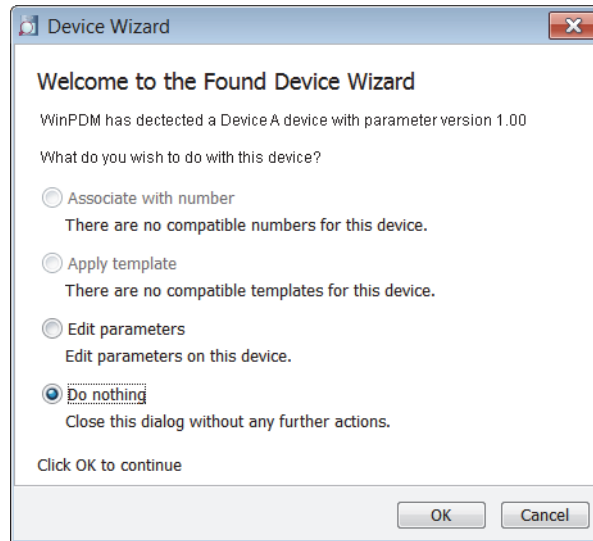 Device Wizard
Welcome to the Found Device Wizard
WinPDM has dectected a Device A device with parameter version 1.00
What do you wish to do with this device?
Associate with number
There are no compatible numbers for this device.
Apply template
There are no compatible templates for this device.
Edit parameters
Edit parameters on this device.
Do nothing
Close this dialog without any further actions.
Click OK to continue
OK Cancel